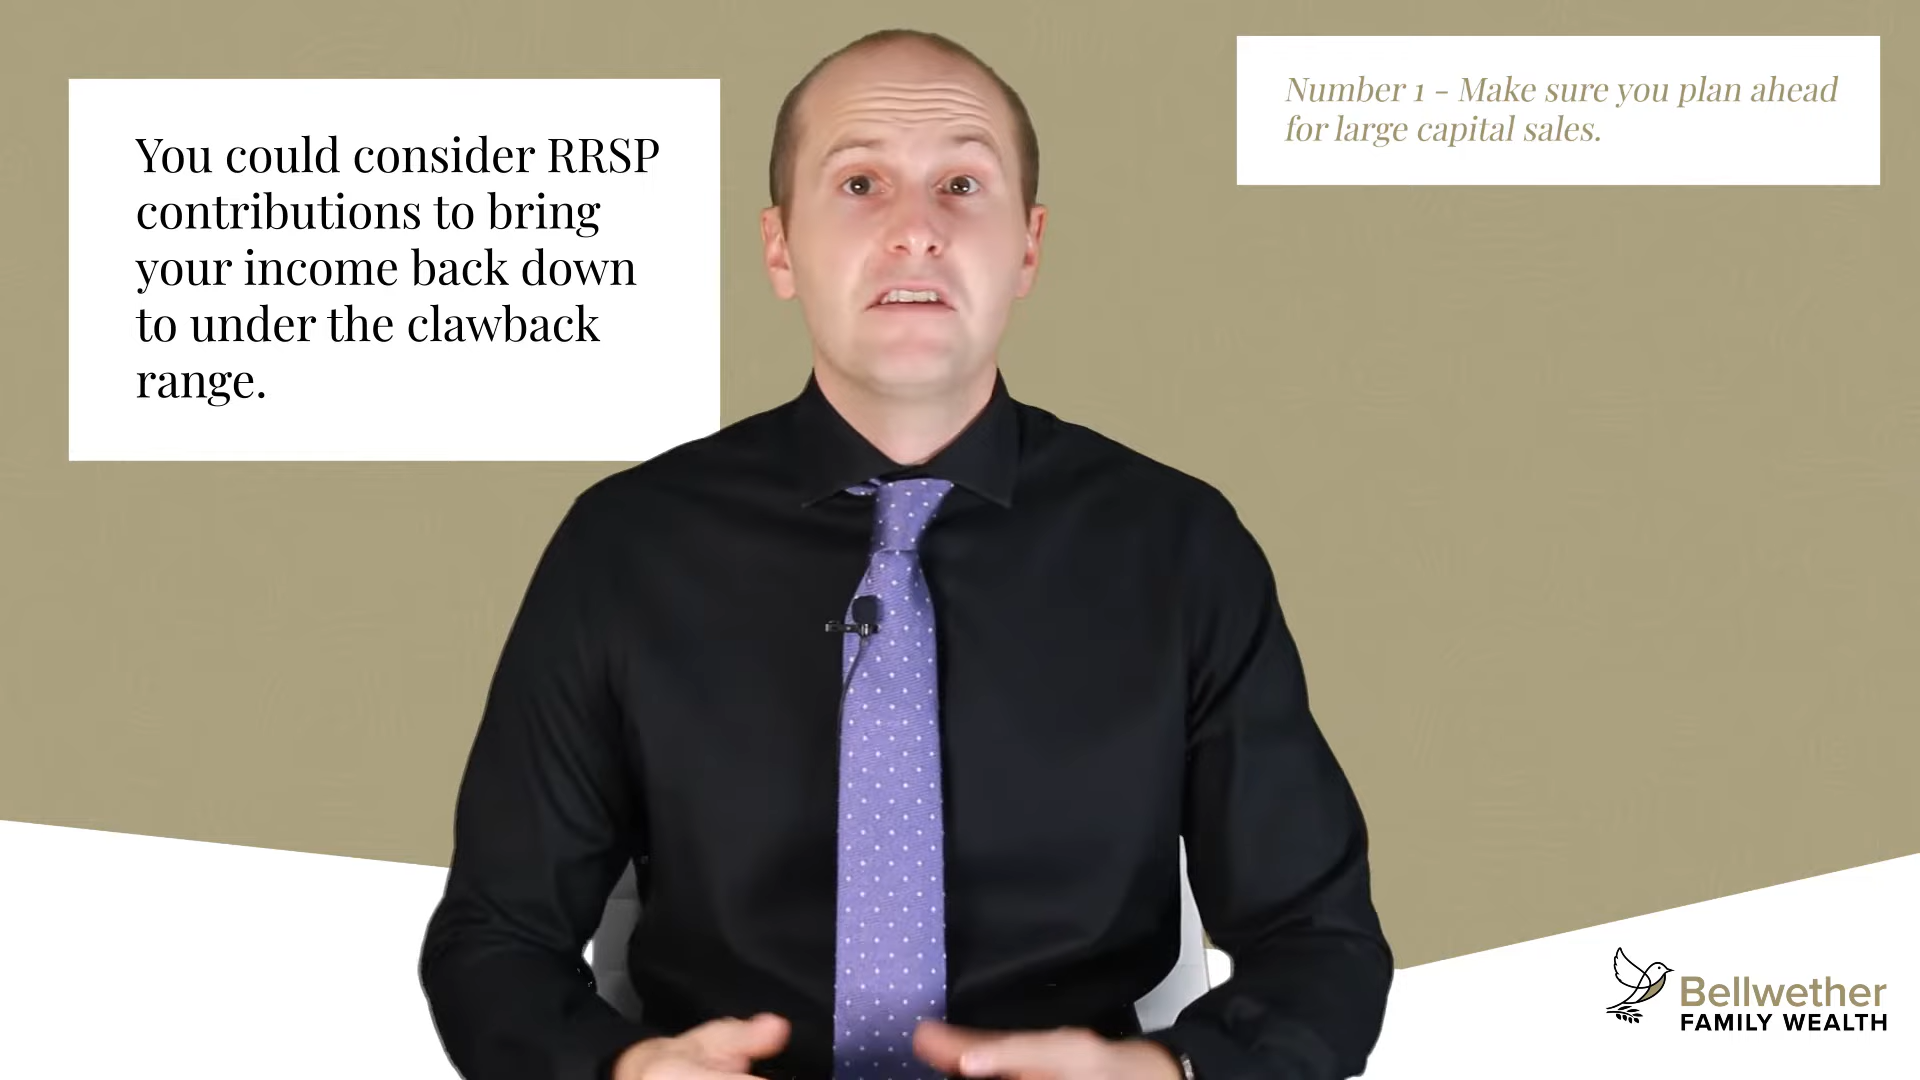 You could consider RRSP
contributions to bring
your income back down
to under the clawback
range.
Number 1 - Make sure you plan ahead
for large capital sales.
Bellwether
FAMILY WEALTH